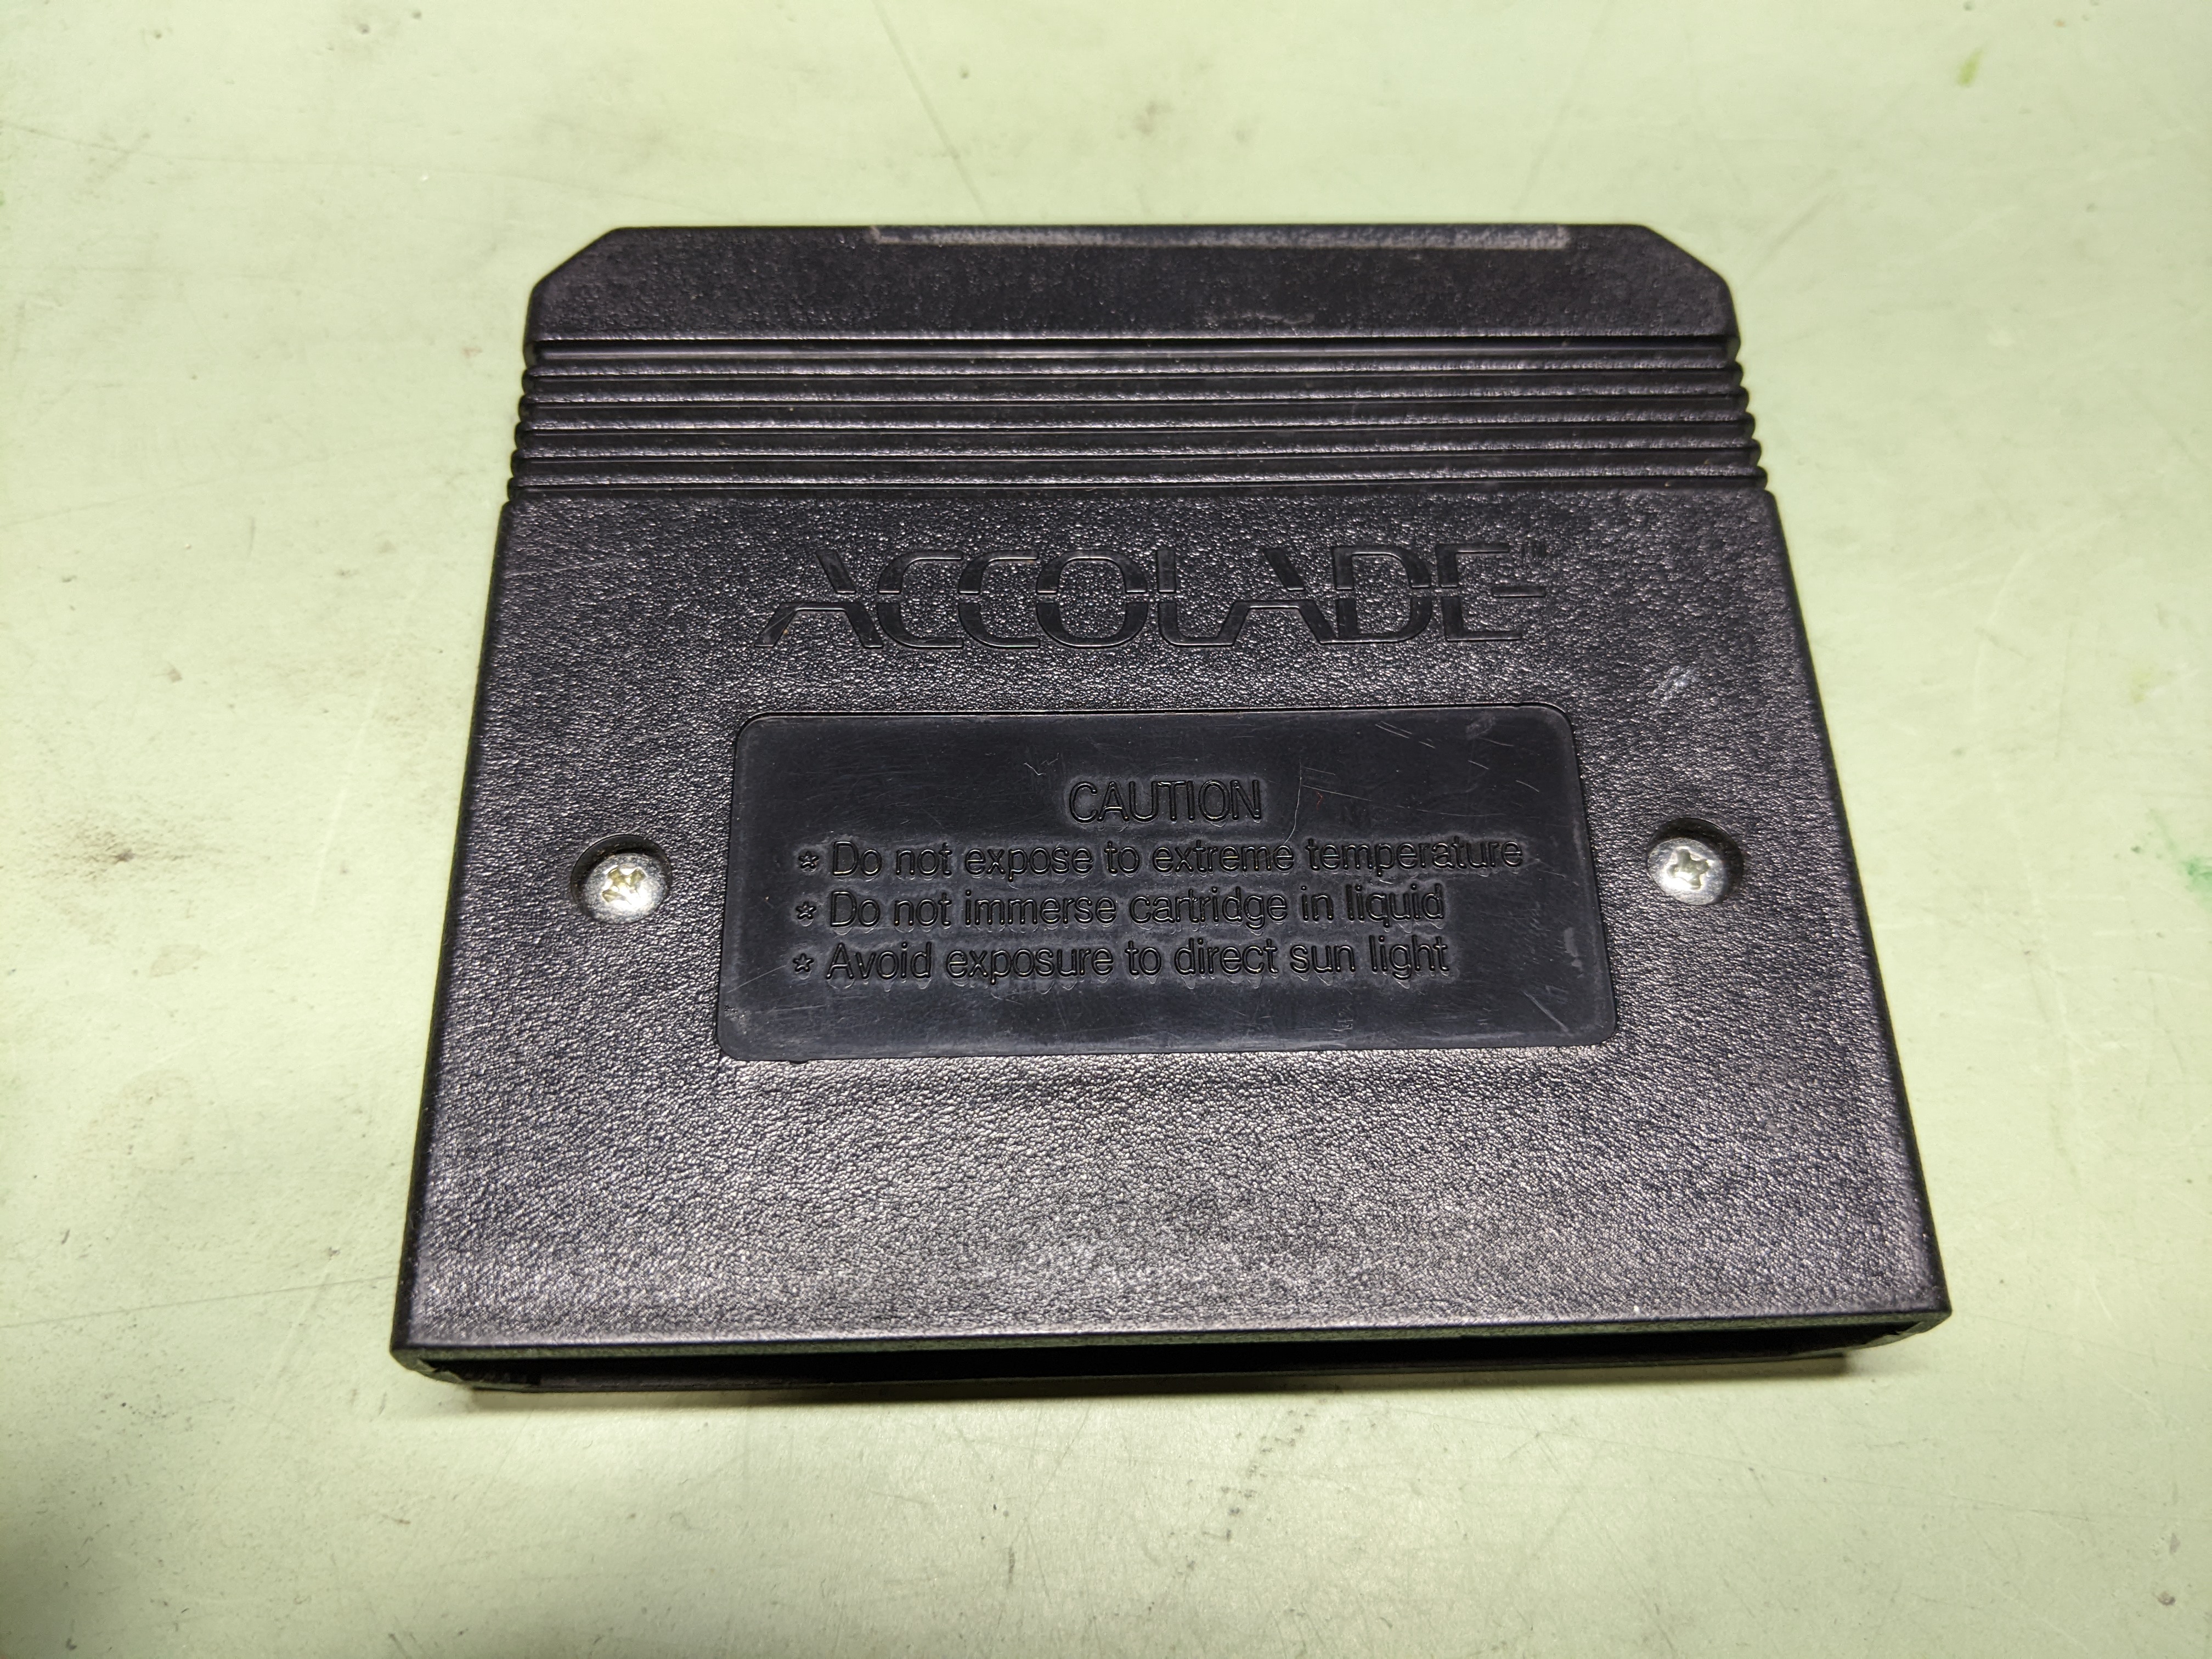 ACCOLADE™
CAUTION
* Do not expose to extreme temperature
* Do not immerse cartridge in liquid
* Avoid exposure to direct sun light